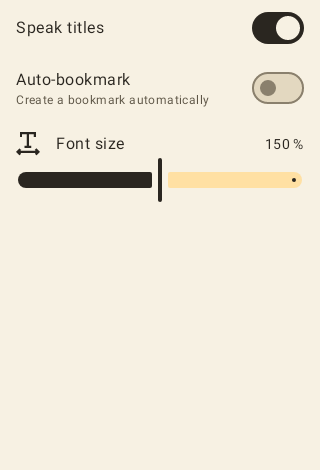 Speak titles
Auto-bookmark
Create a bookmark automatically
Font size 150 %